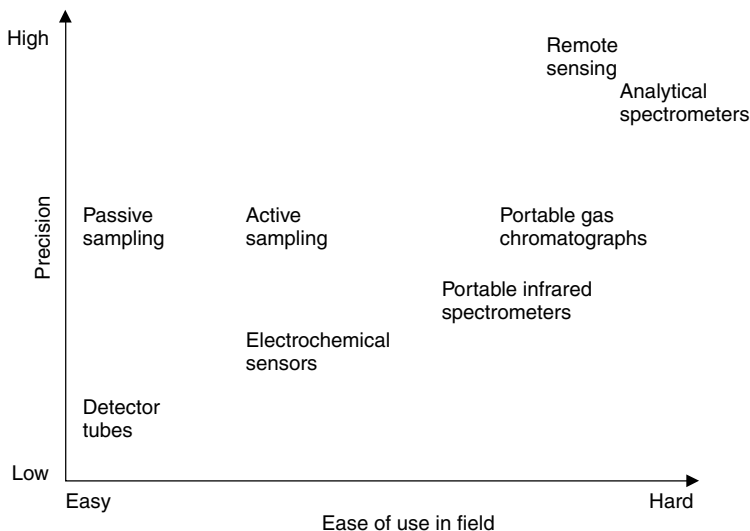 High
Remote
sensing
Analytical
spectrometers
Precision
Passive
sampling
Active
sampling
Portable gas
chromatographs
Portable infrared
spectrometers
Electrochemical
sensors
Detector
tubes
Low
Easy
Hard
Ease of use in field